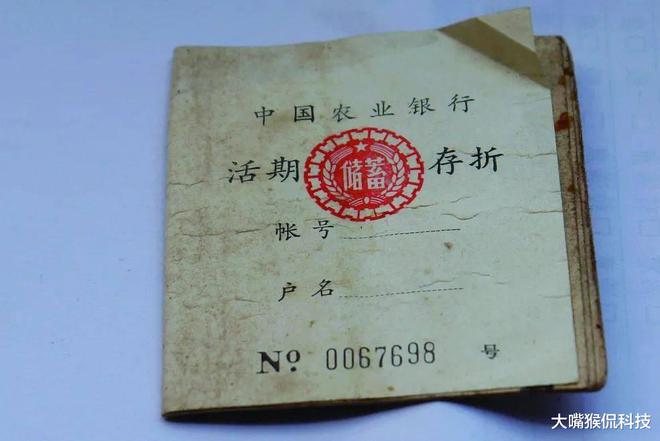 中国农业银行
活期储蓄存折
帐号
户名
Nº 0067698 号
大嘴猴侃科技